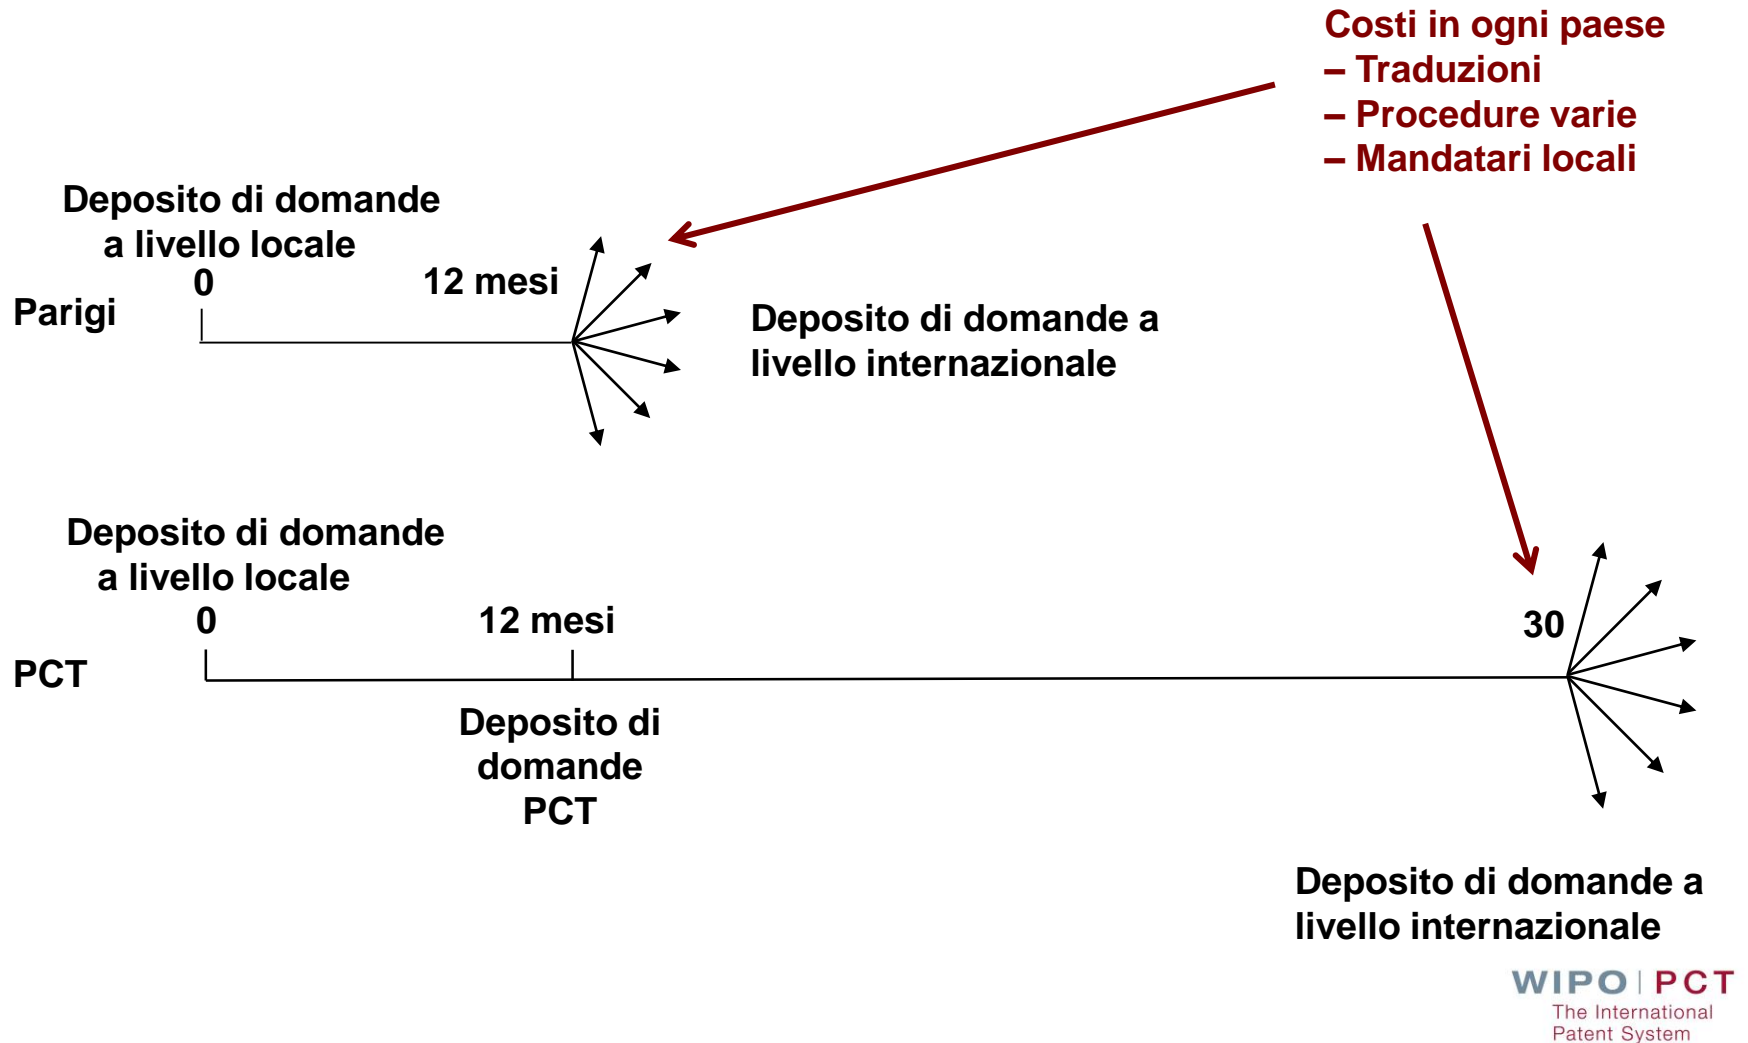 Costi in ogni paese
– Traduzioni
– Procedure varie
– Mandatari locali
Deposito di domande
a livello locale
0
12 mesi
Parigi
Deposito di domande a
livello internazionale
Deposito di domande
a livello locale
0
12 mesi
30
PCT
Deposito di
domande
PCT
Deposito di domande a
livello internazionale
WIPO | PCT
The International
Patent System